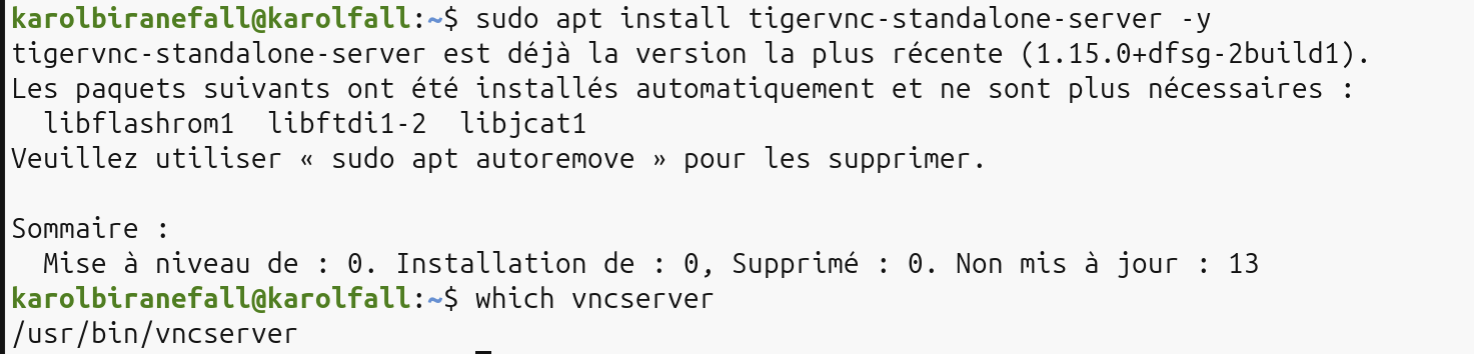 karolbiranefall@karolfall:~$ sudo apt install tigervnc-standalone-server -y
tigervnc-standalone-server est déjà la version la plus récente (1.15.0+dfsg-2build1).
Les paquets suivants ont été installés automatiquement et ne sont plus nécessaires :
  libflashrom1  libftdi1-2  libjcat1
Veuillez utiliser « sudo apt autoremove » pour les supprimer.

Sommaire :
  Mise à niveau de : 0. Installation de : 0, Supprimé : 0. Non mis à jour : 13
karolbiranefall@karolfall:~$ which vncserver
/usr/bin/vncserver